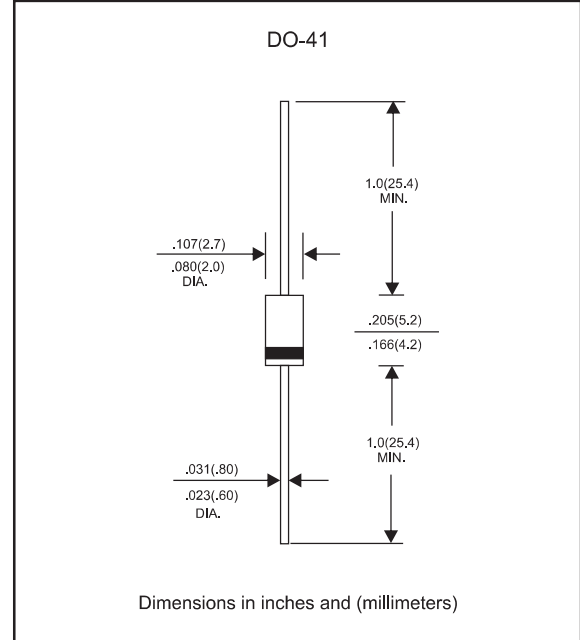 DO-41
1.0(25.4)
MIN.
.107(2.7)
.080(2.0)
DIA.
.205(5.2)
.166(4.2)
1.0(25.4)
MIN.
.031(.80)
.023(.60)
DIA.
Dimensions in inches and (millimeters)